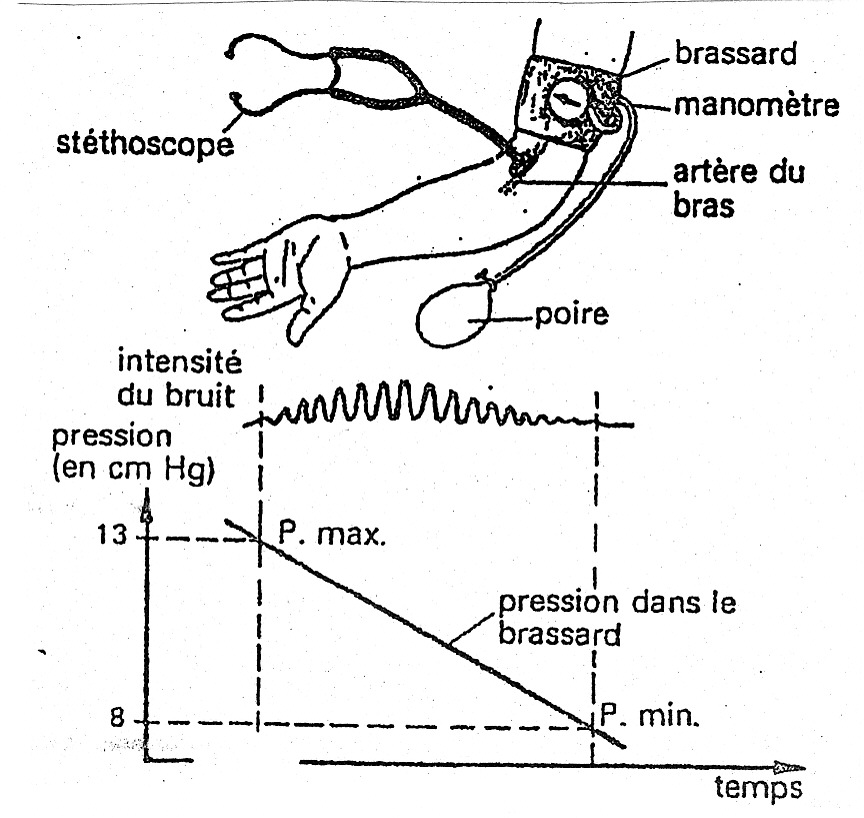 brassard
manomètre
stéthoscope
artère du
bras
poire
intensité
du bruit
pression
(en cm Hg)
13
P. max.
pression dans le
brassard
8
P. min.
temps